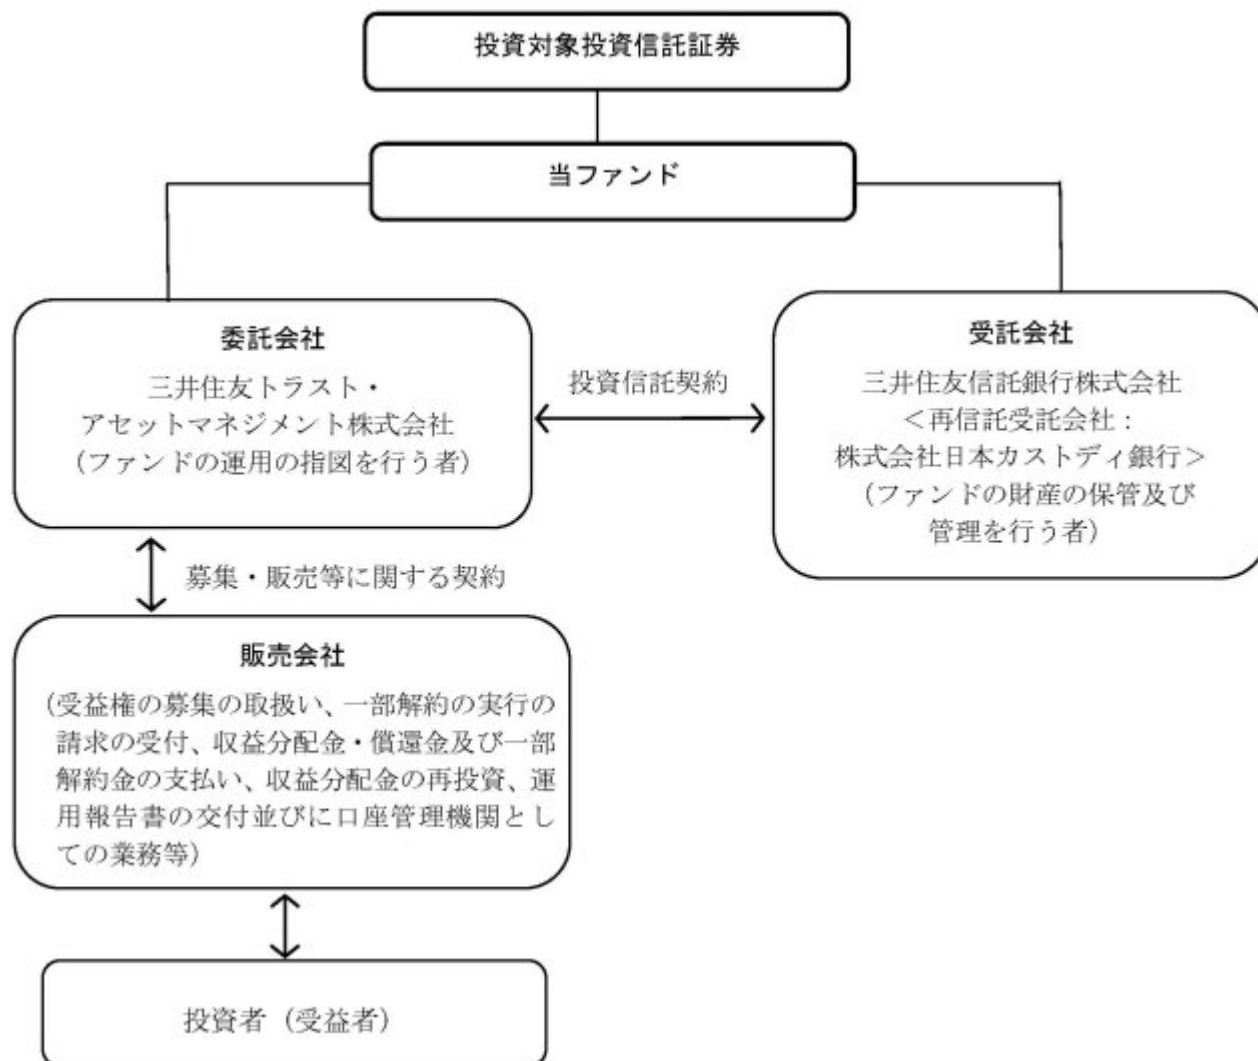 投資対象投資信託証券
当ファンド
委託会社
三井住友トラスト・
アセットマネジメント株式会社
（ファンドの運用の指図を行う者）
投資信託契約
受託会社
三井住友信託銀行株式会社
＜再信託受託会社：
株式会社日本カストディ銀行＞
（ファンドの財産の保管及び
管理を行う者）
募集・販売等に関する契約
販売会社
（受益権の募集の取扱い、一部解約の実行の
請求の受付、収益分配金・償還金及び一部
解約金の支払い、収益分配金の再投資、運
用報告書の交付並びに口座管理機関とし
ての業務等）
投資者（受益者）